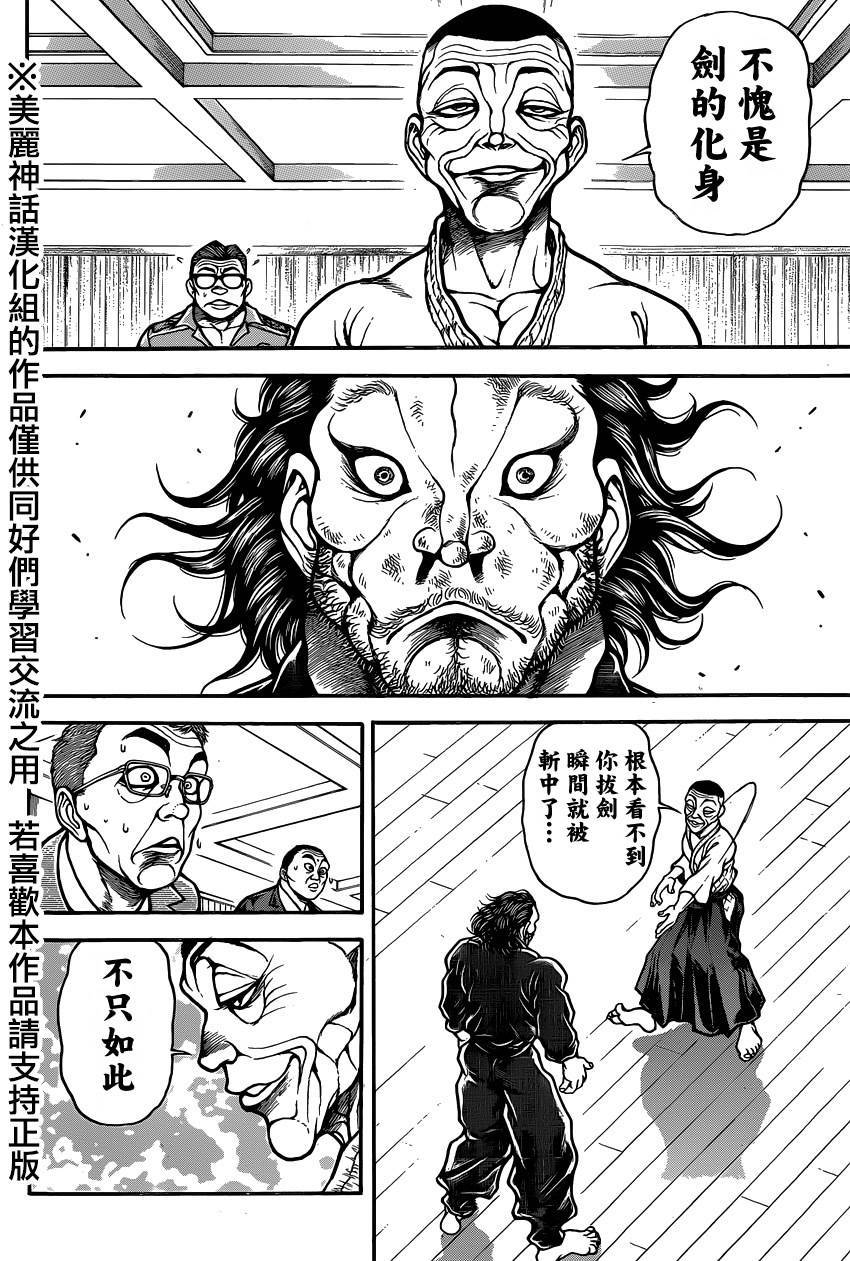 不愧是
劍的化身
根本看不到
你拔劍
瞬間就被
斬中了…
不只如此
※美麗神話漢化組的作品僅供同好們學習交流之用－若喜歡本作品請支持正版